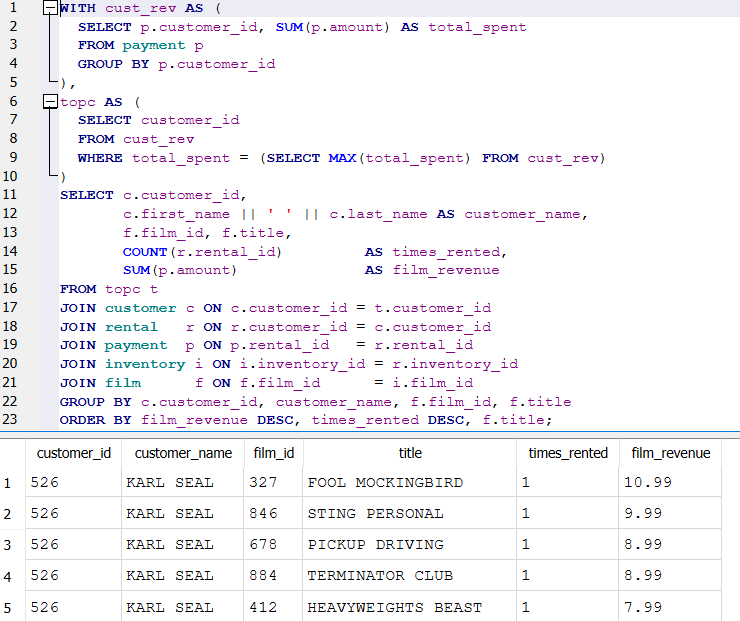 1 WITH cust_rev AS (
2 SELECT p.customer_id, SUM(p.amount) AS total_spent
3 FROM payment p
4 GROUP BY p.customer_id
5 ),
6 topc AS (
7 SELECT customer_id
8 FROM cust_rev
9 WHERE total_spent = (SELECT MAX(total_spent) FROM cust_rev)
10 )
11 SELECT c.customer_id,
12 c.first_name || ' ' || c.last_name AS customer_name,
13 f.film_id, f.title,
14 COUNT(r.rental_id) AS times_rented,
15 SUM(p.amount) AS film_revenue
16 FROM topc t
17 JOIN customer c ON c.customer_id = t.customer_id
18 JOIN rental r ON r.customer_id = c.customer_id
19 JOIN payment p ON p.rental_id = r.rental_id
20 JOIN inventory i ON i.inventory_id = r.inventory_id
21 JOIN film f ON f.film_id = i.film_id
22 GROUP BY c.customer_id, customer_name, f.film_id, f.title
23 ORDER BY film_revenue DESC, times_rented DESC, f.title;
customer_id customer_name film_id title times_rented film_revenue
1 526 KARL SEAL 327 FOOL MOCKINGBIRD 1 10.99
2 526 KARL SEAL 846 STING PERSONAL 1 9.99
3 526 KARL SEAL 678 PICKUP DRIVING 1 8.99
4 526 KARL SEAL 884 TERMINATOR CLUB 1 8.99
5 526 KARL SEAL 412 HEAVYWEIGHTS BEAST 1 7.99